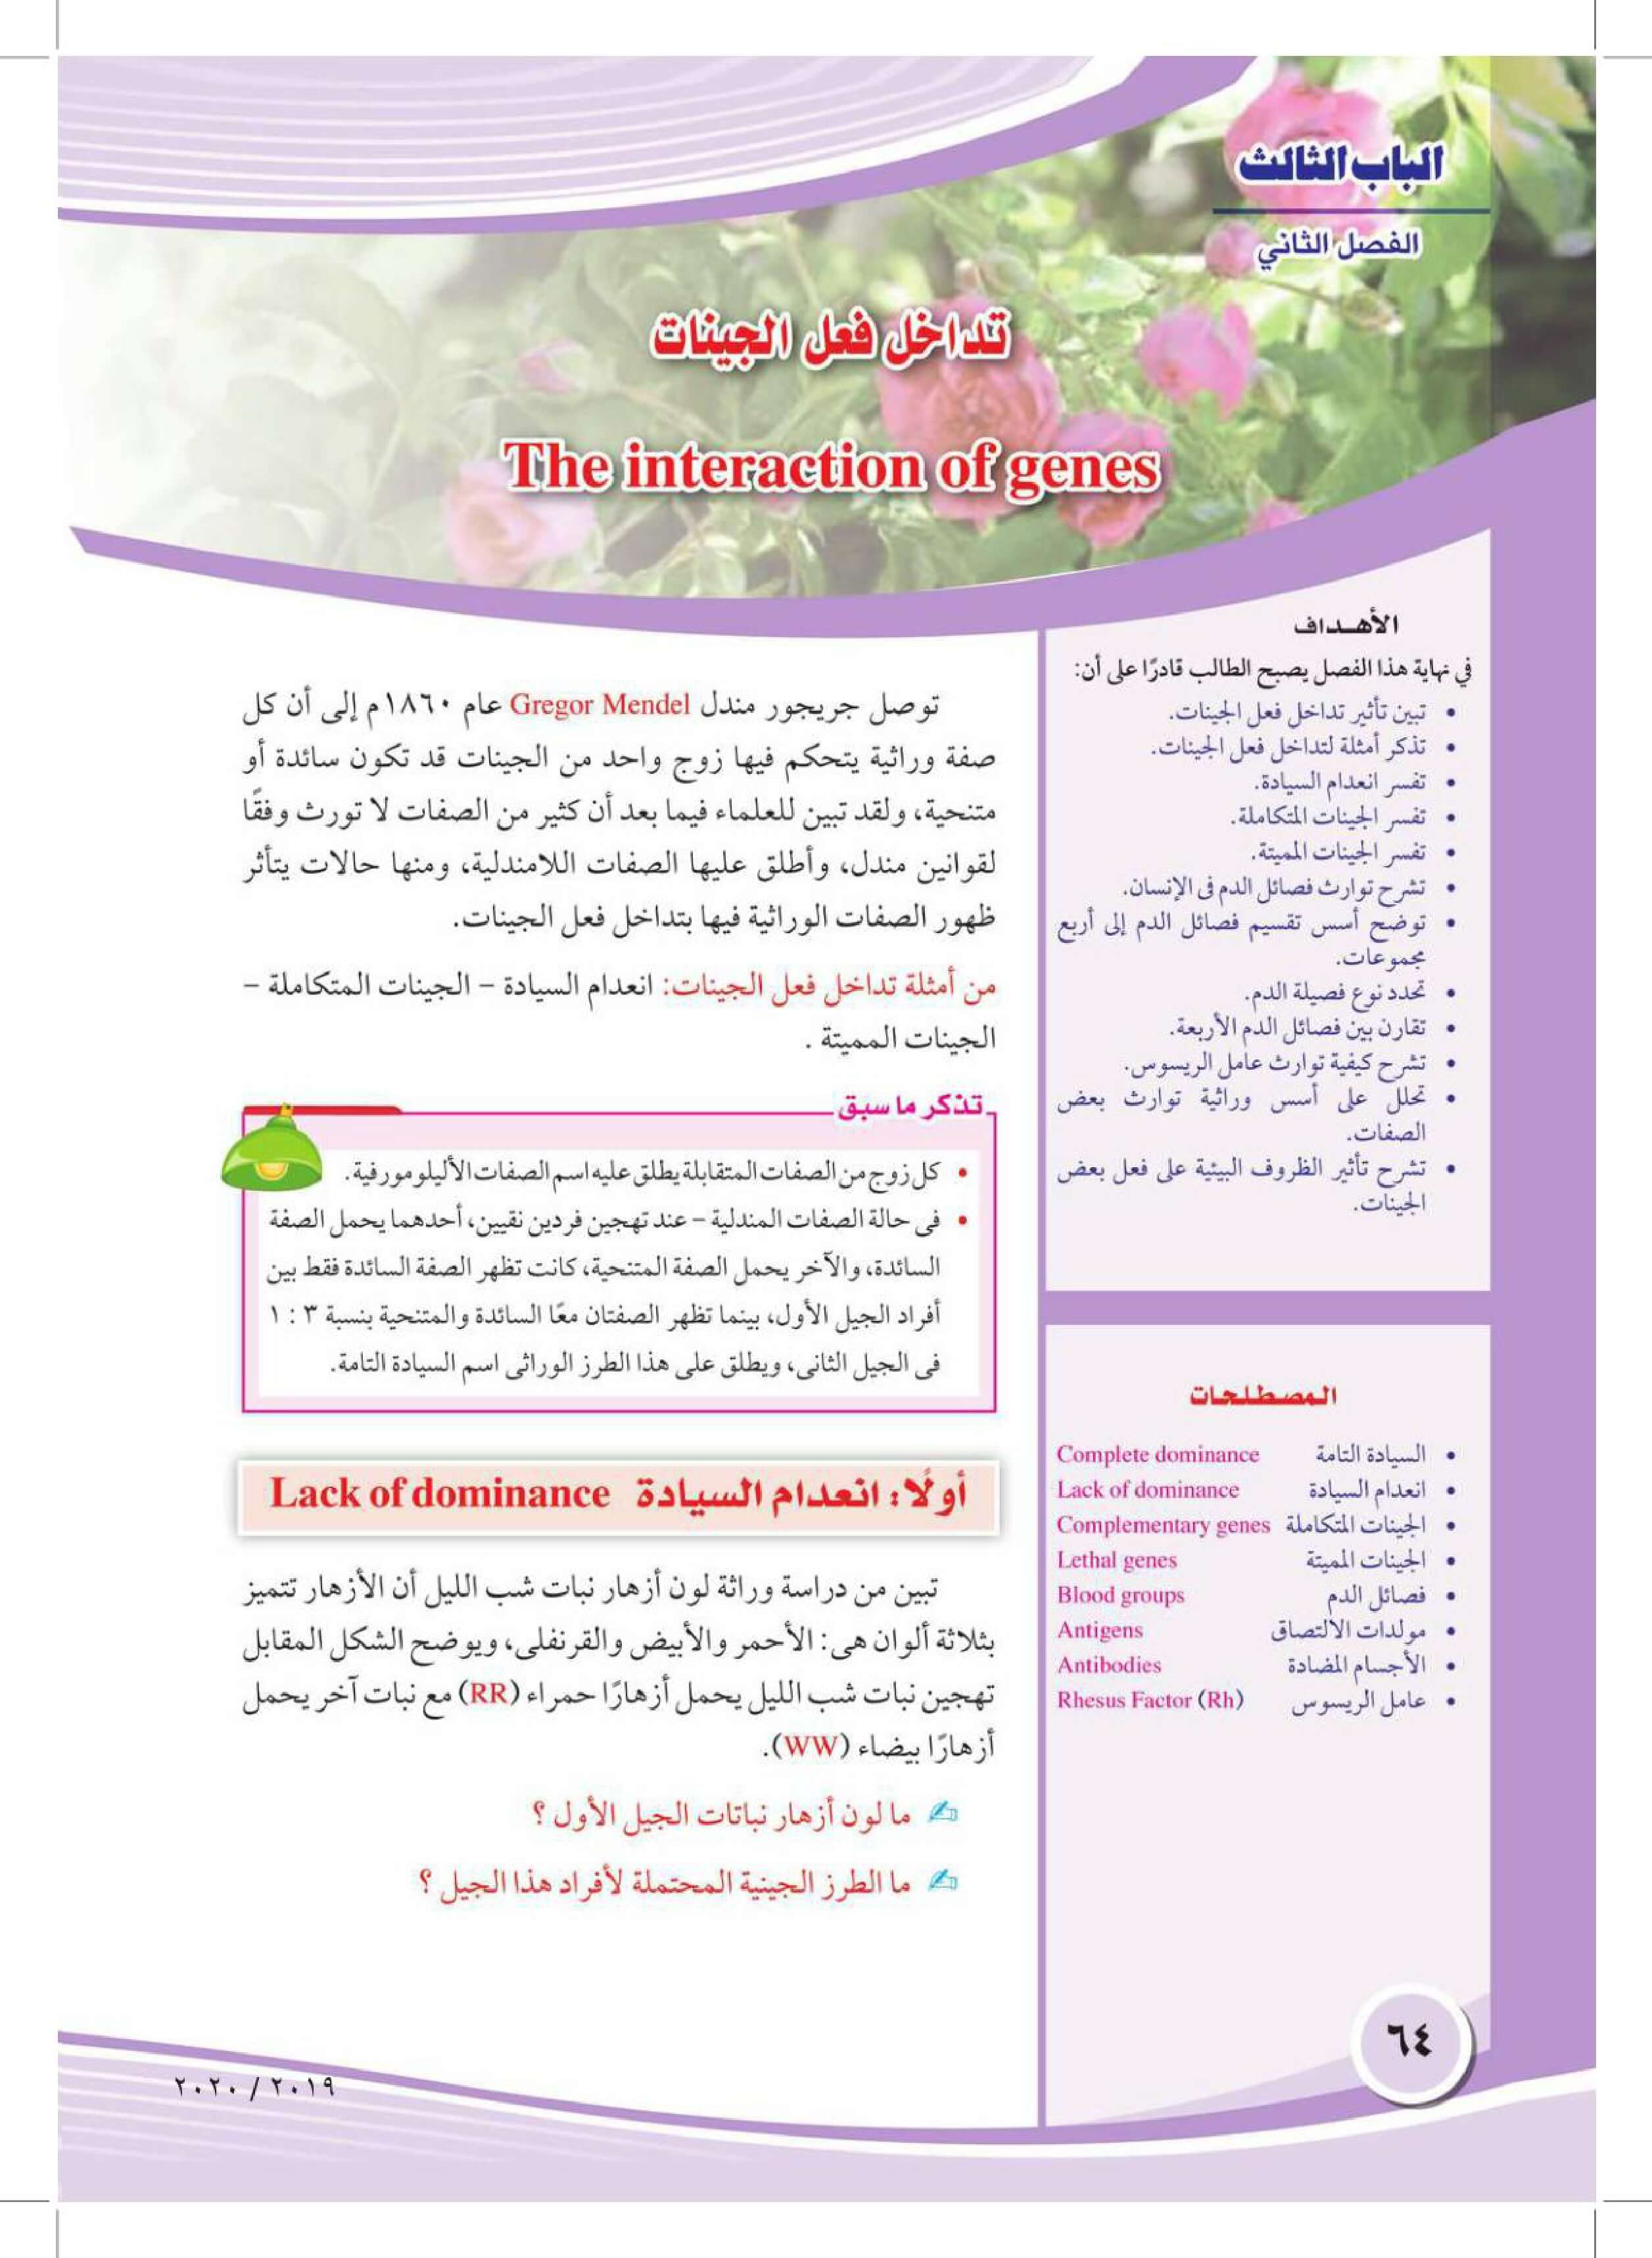 الباب الثالث
الفصل الثاني
تداخل فعل الجينات
The interaction of genes
الأهـداف
في نهاية هذا الفصل يصبح الطالب قادرًا على أن:
• تبين تأثير تداخل فعل الجينات.
• تذكر أمثلة لتداخل فعل الجينات.
• تفسر انعدام السيادة.
• تفسر الجينات المتكاملة.
• تفسر الجينات المميتة.
• تشرح توارث فصائل الدم فى الإنسان.
• توضح أسس تقسيم فصائل الدم إلى أربع
مجموعات.
• تحدد نوع فصيلة الدم.
• تقارن بين فصائل الدم الأربعة.
• تشرح كيفية توارث عامل الريسوس.
• تحلل على أسس وراثية توارث بعض
الصفات.
• تشرح تأثير الظروف البيئية على فعل بعض
الجينات.
المصطلحات
• السيادة التامة Complete dominance
• انعدام السيادة Lack of dominance
• الجينات المتكاملة Complementary genes
• الجينات المميتة Lethal genes
• فصائل الدم Blood groups
• مولدات الالتصاق Antigens
• الأجسام المضادة Antibodies
• عامل الريسوس Rhesus Factor (Rh)
توصل جريجور مندل Gregor Mendel عام ١٨٦٠م إلى أن كل
صفة وراثية يتحكم فيها زوج واحد من الجينات قد تكون سائدة أو
متنحية، ولقد تبين للعلماء فيما بعد أن كثير من الصفات لا تورث وفقًا
لقوانين مندل، وأطلق عليها الصفات اللامندلية، ومنها حالات يتأثر
ظهور الصفات الوراثية فيها بتداخل فعل الجينات.
من أمثلة تداخل فعل الجينات: انعدام السيادة – الجينات المتكاملة –
الجينات المميتة .
تذكر ما سبق
• كل زوج من الصفات المتقابلة يطلق عليه اسم الصفات الأليلومورفية.
• فى حالة الصفات المندلية – عند تهجين فردين نقيين، أحدهما يحمل الصفة
السائدة، والآخر يحمل الصفة المتنحية، كانت تظهر الصفة السائدة فقط بين
أفراد الجيل الأول، بينما تظهر الصفتان معًا السائدة والمتنحية بنسبة ٣ : ١
فى الجيل الثانى، ويطلق على هذا الطرز الوراثى اسم السيادة التامة.
أولًا: انعدام السيادة Lack of dominance
تبين من دراسة وراثة لون أزهار نبات شب الليل أن الأزهار تتميز
بثلاثة ألوان هى: الأحمر والأبيض والقرنفلى، ويوضح الشكل المقابل
تهجين نبات شب الليل يحمل أزهارًا حمراء (RR) مع نبات آخر يحمل
أزهارًا بيضاء (WW).
ما لون أزهار نباتات الجيل الأول ؟
ما الطرز الجينية المحتملة لأفراد هذا الجيل ؟
٦٤
٢٠١٩ / ٢٠٢٠